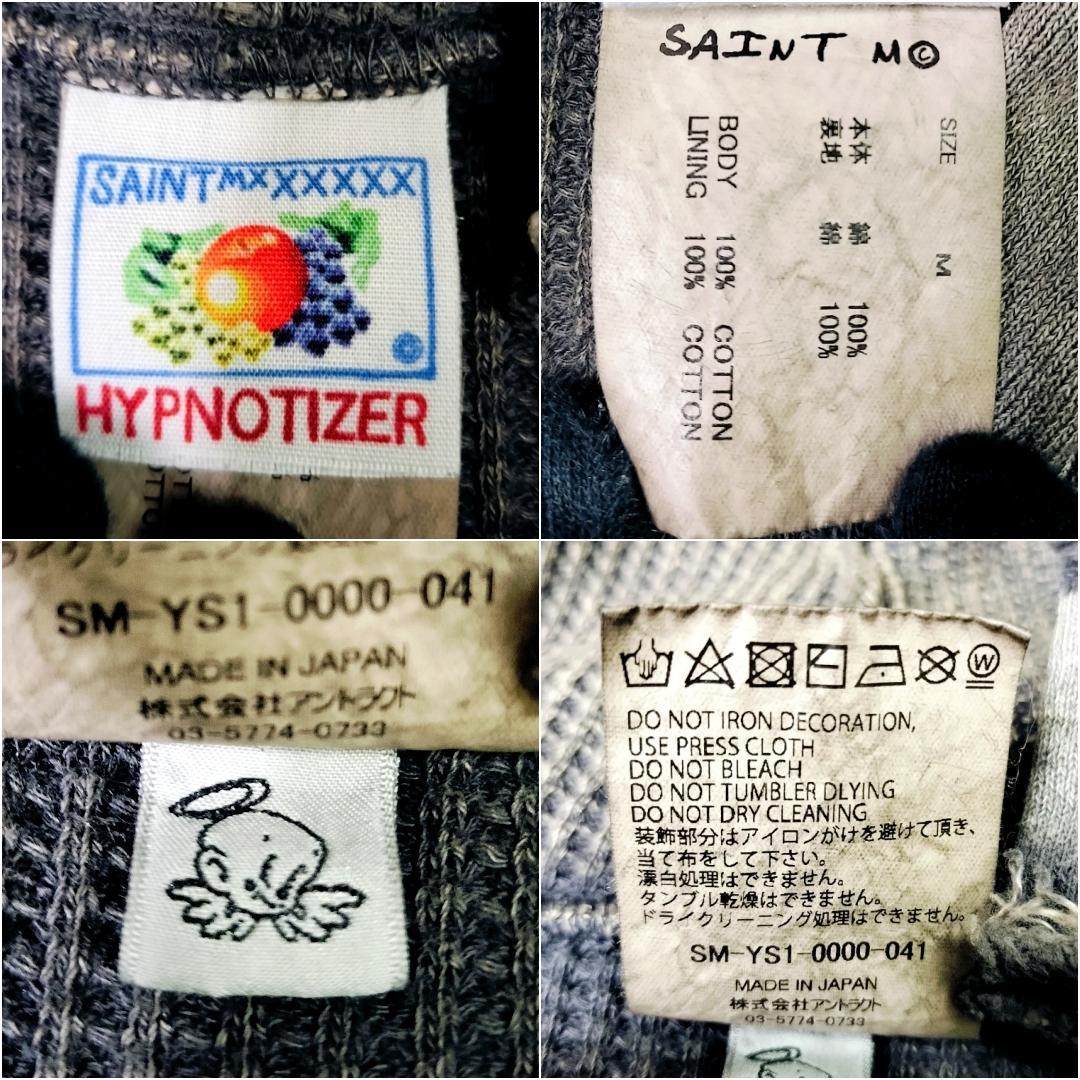 SAINT MXXXXXX
HYPNOTIZER
SAINT M©
SIZE M
本体 綿 100%
裏地 綿 100%
BODY 100% COTTON
LINING 100% COTTON
SM-YS1-0000-041
MADE IN JAPAN
株式会社アントラクト
03-5774-0733
W
DO NOT IRON DECORATION,
USE PRESS CLOTH
DO NOT BLEACH
DO NOT TUMBLER DLYING
DO NOT DRY CLEANING
装飾部分はアイロンがけを避けて頂き、
当て布をして下さい。
漂白処理はできません。
タンブル乾燥はできません。
ドライクリーニング処理はできません。
SM-YS1-0000-041
MADE IN JAPAN
株式会社アントラクト
03-5774-0733